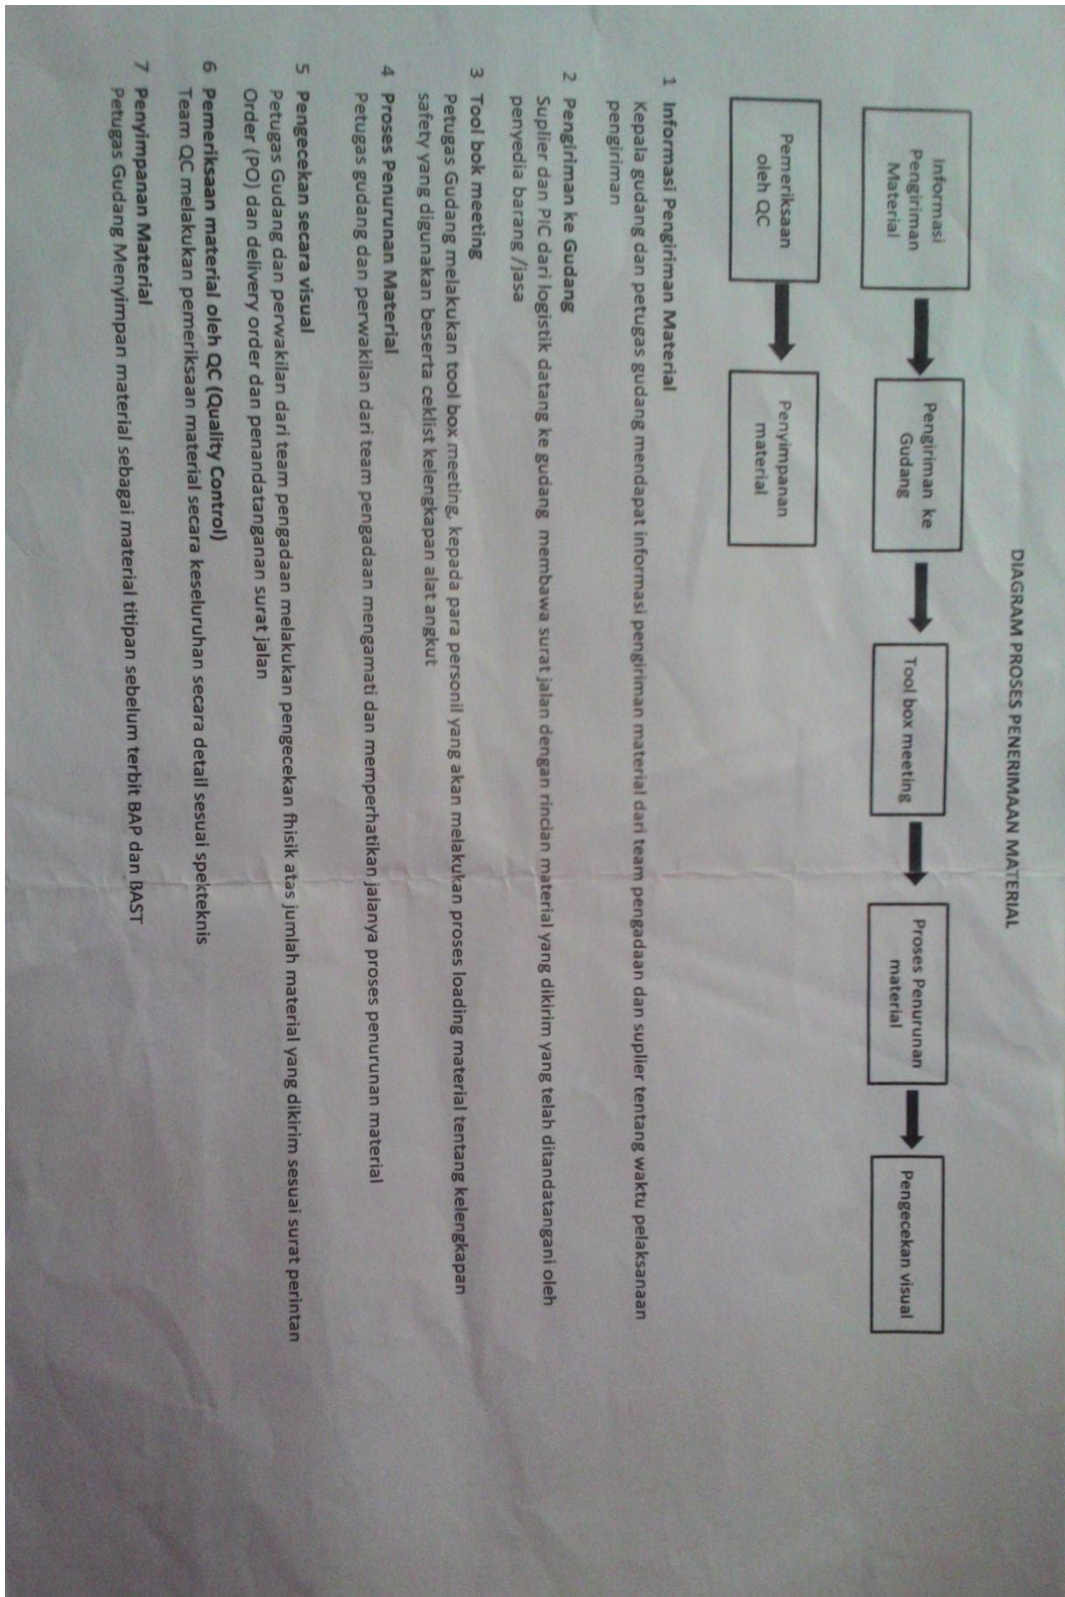 DIAGRAM PROSES PENERIMAAN MATERIAL
Informasi
Pengiriman
Material
Pengiriman ke
Gudang
Tool box meeting
Proses Penurunan
material
Pengecekan visual
Pemeriksaan
oleh QC
Penyimpanan
material
1 Informasi Pengiriman Material
Kepala gudang dan petugas gudang mendapat informasi pengiriman material dari team pengadaan dan suplier tentang waktu pelaksanaan
pengiriman
2 Pengiriman ke Gudang
Suplier dan PIC dari logistik datang ke gudang membawa surat jalan dengan rincian material yang dikirim yang telah ditandatangani oleh
penyedia barang /jasa
3 Tool bok meeting
Petugas Gudang melakukan tool box meeting, kepada para personil yang akan melakukan proses loading material tentang kelengkapan
safety yang digunakan beserta ceklist kelengkapan alat angkut
4 Proses Penurunan Material
Petugas gudang dan perwakilan dari team pengadaan mengamati dan memperhatikan jalanya proses penurunan material
5 Pengecekan secara visual
Petugas Gudang dan perwakilan dari team pengadaan melakukan pengecekan fhisik atas jumlah material yang dikirim sesuai surat perintan
Order (PO) dan delivery order dan penandatanganan surat jalan
6 Pemeriksaan material oleh QC (Quality Control)
Team QC melakukan pemeriksaan material secara keseluruhan secara detail sesuai spekteknis
7 Penyimpanan Material
Petugas Gudang Menyimpan material sebagai material titipan sebelum terbit BAP dan BAST